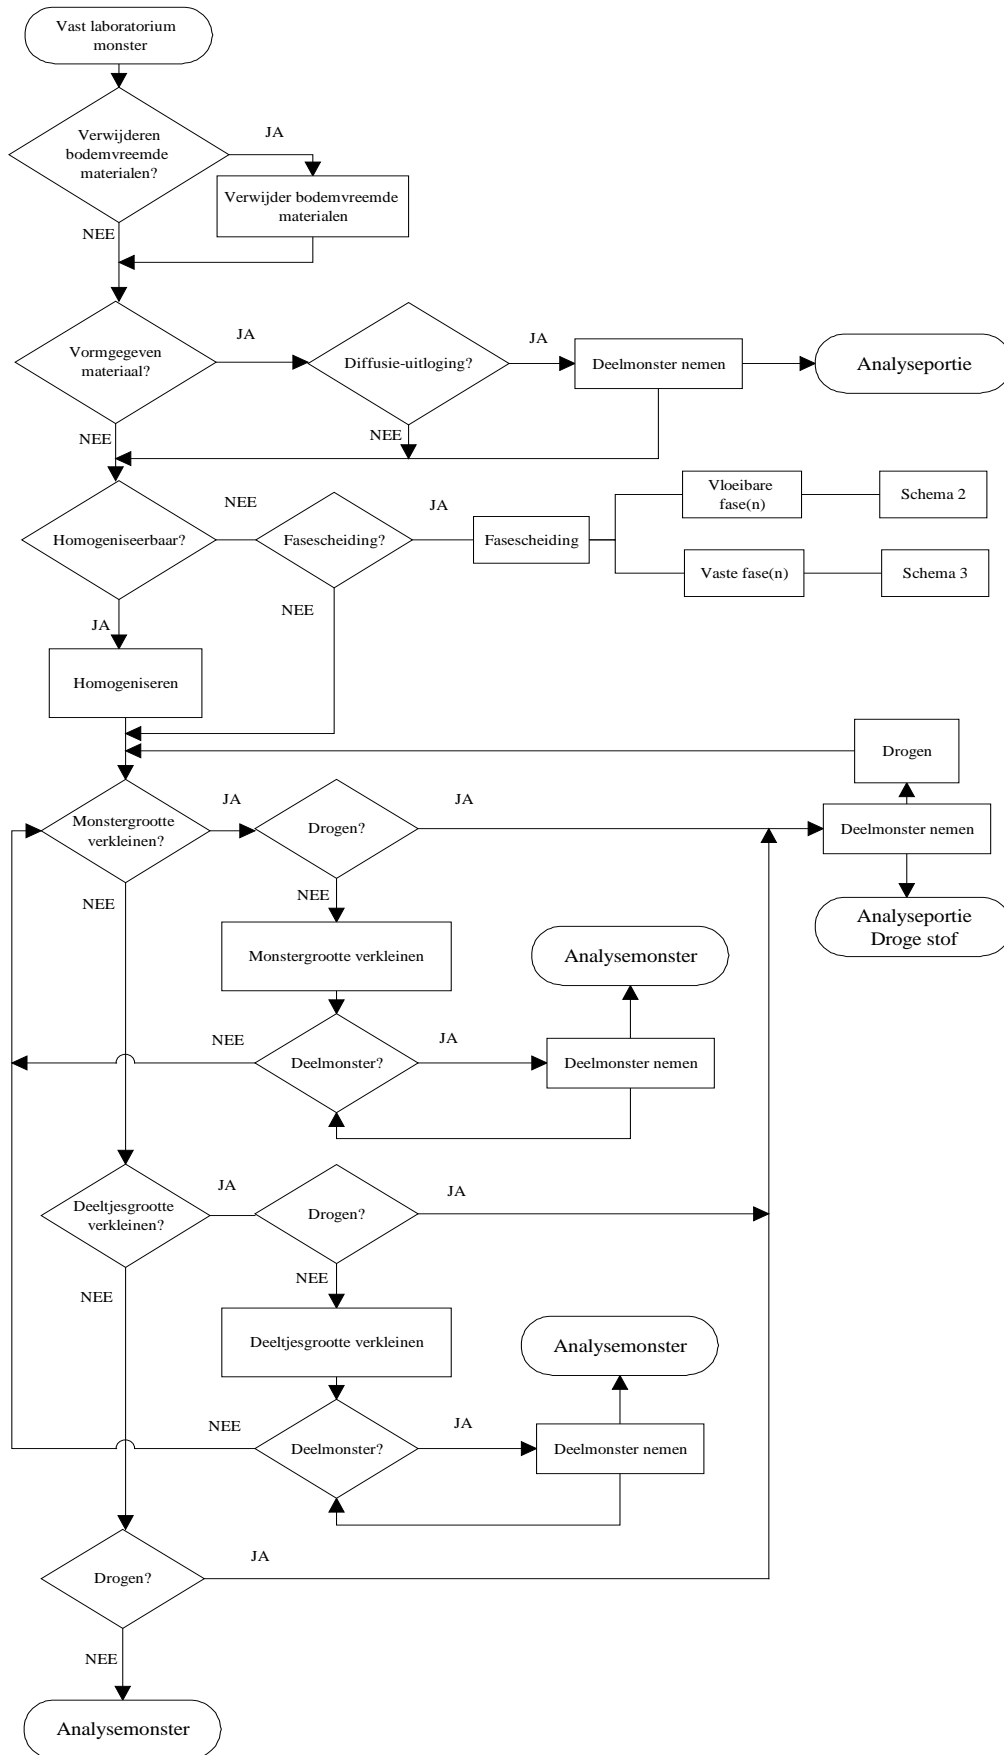 Vast laboratorium
monster
Verwijderen
bodemvreemde
materialen?
JA
Verwijder bodemvreemde
materialen
NEE
Vormgegeven
materiaal?
JA
Diffusie-uitloging?
JA
Deelmonster nemen
Analyseportie
NEE
NEE
Homogeniseerbaar?
NEE
Fasescheiding?
JA
Fasescheiding
Vloeibare
fase(n)
Schema 2
Vaste fase(n)
Schema 3
NEE
JA
Homogeniseren
Drogen
Monstergrootte
verkleinen?
JA
Drogen?
JA
Deelmonster nemen
NEE
NEE
Analyseportie
Droge stof
Monstergrootte verkleinen
Analysemonster
NEE
Deelmonster?
JA
Deelmonster nemen
Deeltjesgrootte
verkleinen?
JA
Drogen?
JA
NEE
NEE
Deeltjesgrootte verkleinen
Analysemonster
NEE
Deelmonster?
JA
Deelmonster nemen
Drogen?
JA
NEE
Analysemonster